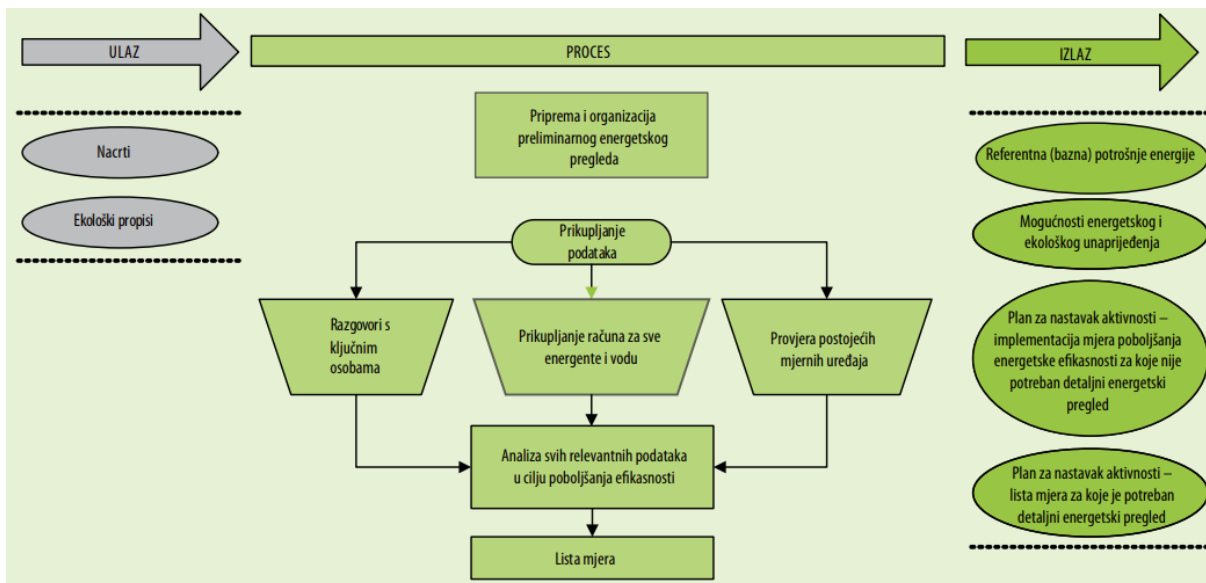 ULAZ
PROCES
IZLAZ
Nacrti
Ekološki propisi
Priprema i organizacija
preliminarnog energetskog
pregleda
Prikupljanje
podataka
Razgovori s
ključnim
osobama
Prikupljanje računa za sve
energente i vodu
Provjera postojećih
mjernih uređaja
Analiza svih relevantnih podataka
u cilju poboljšanja efikasnosti
Lista mjera
Referentna (bazna) potrošnje energije
Mogućnosti energetskog i
ekološkog unaprijeđenja
Plan za nastavak aktivnosti –
implementacija mjera poboljšanja
energetske efikasnosti za koje nije
potreban detaljni energetski
pregled
Plan za nastavak aktivnosti –
lista mjera za koje je potreban
detaljni energetski pregled